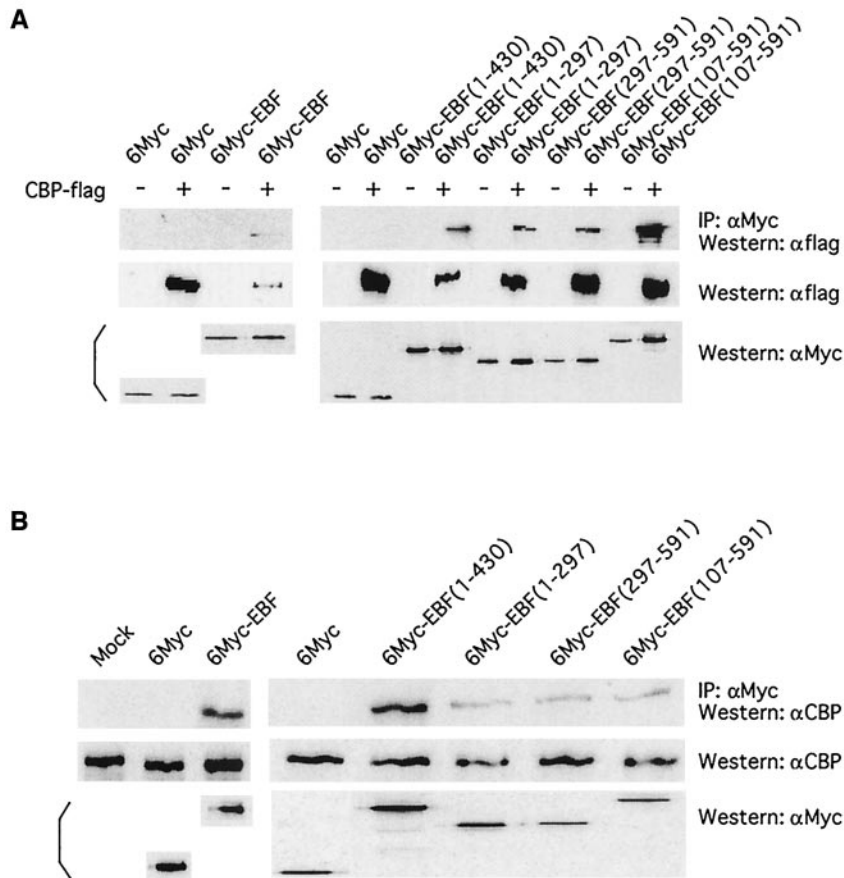 A
6Myc
6Myc
6Myc-EBF
6Myc-EBF
6Myc
6Myc
6Myc-EBF(1-430)
6Myc-EBF(1-430)
6Myc-EBF(1-297)
6Myc-EBF(1-297)
6Myc-EBF(297-591)
6Myc-EBF(297-591)
6Myc-EBF(107-591)
6Myc-EBF(107-591)
CBP-flag - + - + - + - + - + - + - +
IP: αMyc
Western: αflag
Western: αflag
Western: αMyc
B
Mock
6Myc
6Myc-EBF
6Myc
6Myc-EBF(1-430)
6Myc-EBF(1-297)
6Myc-EBF(297-591)
6Myc-EBF(107-591)
IP: αMyc
Western: αCBP
Western: αCBP
Western: αMyc